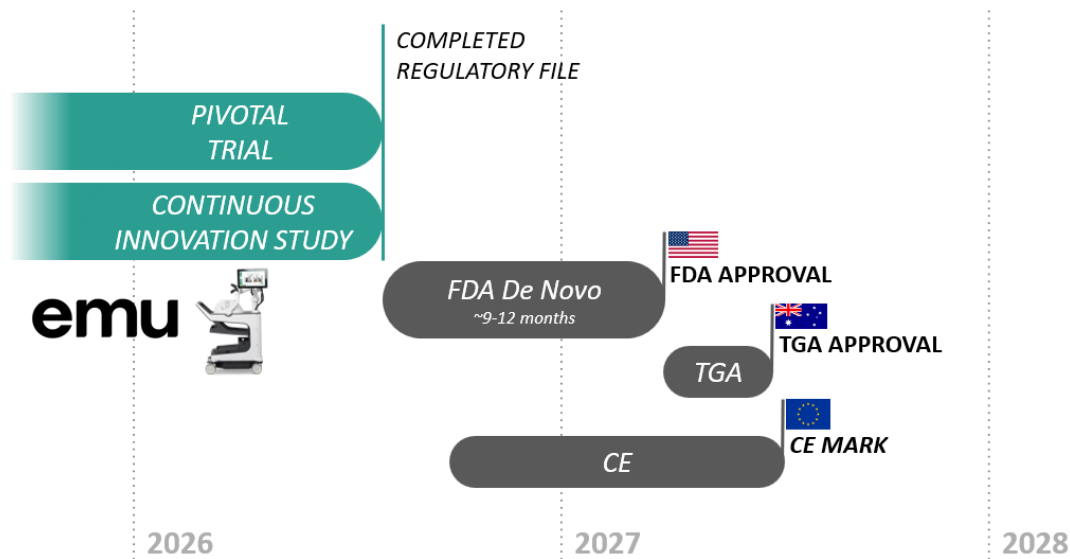 COMPLETED
REGULATORY FILE
PIVOTAL
TRIAL
CONTINUOUS
INNOVATION STUDY
emu
FDA De Novo
~9-12 months
FDA APPROVAL
TGA APPROVAL
TGA
CE MARK
CE
2026
2027
2028